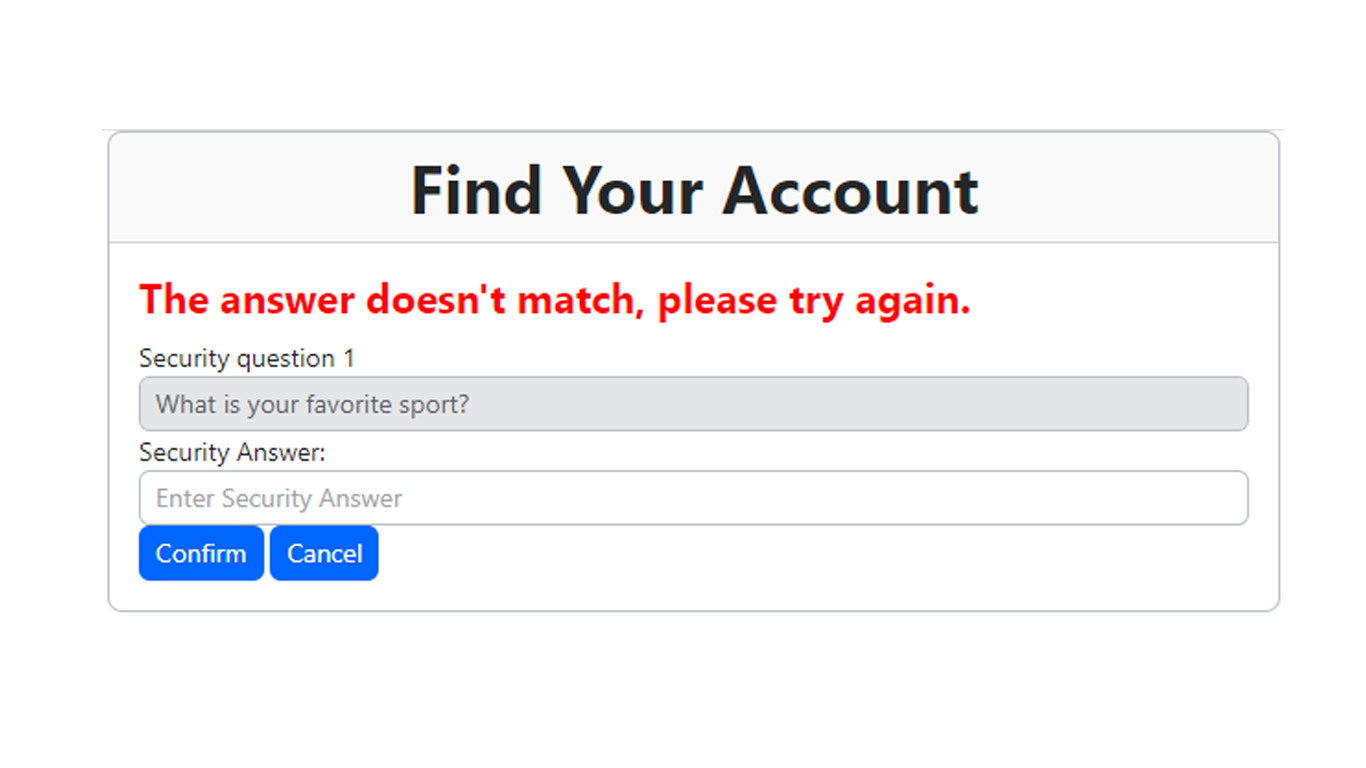 Find Your Account
The answer doesn't match, please try again.
Security question 1
What is your favorite sport?
Security Answer:
Enter Security Answer
Confirm Cancel